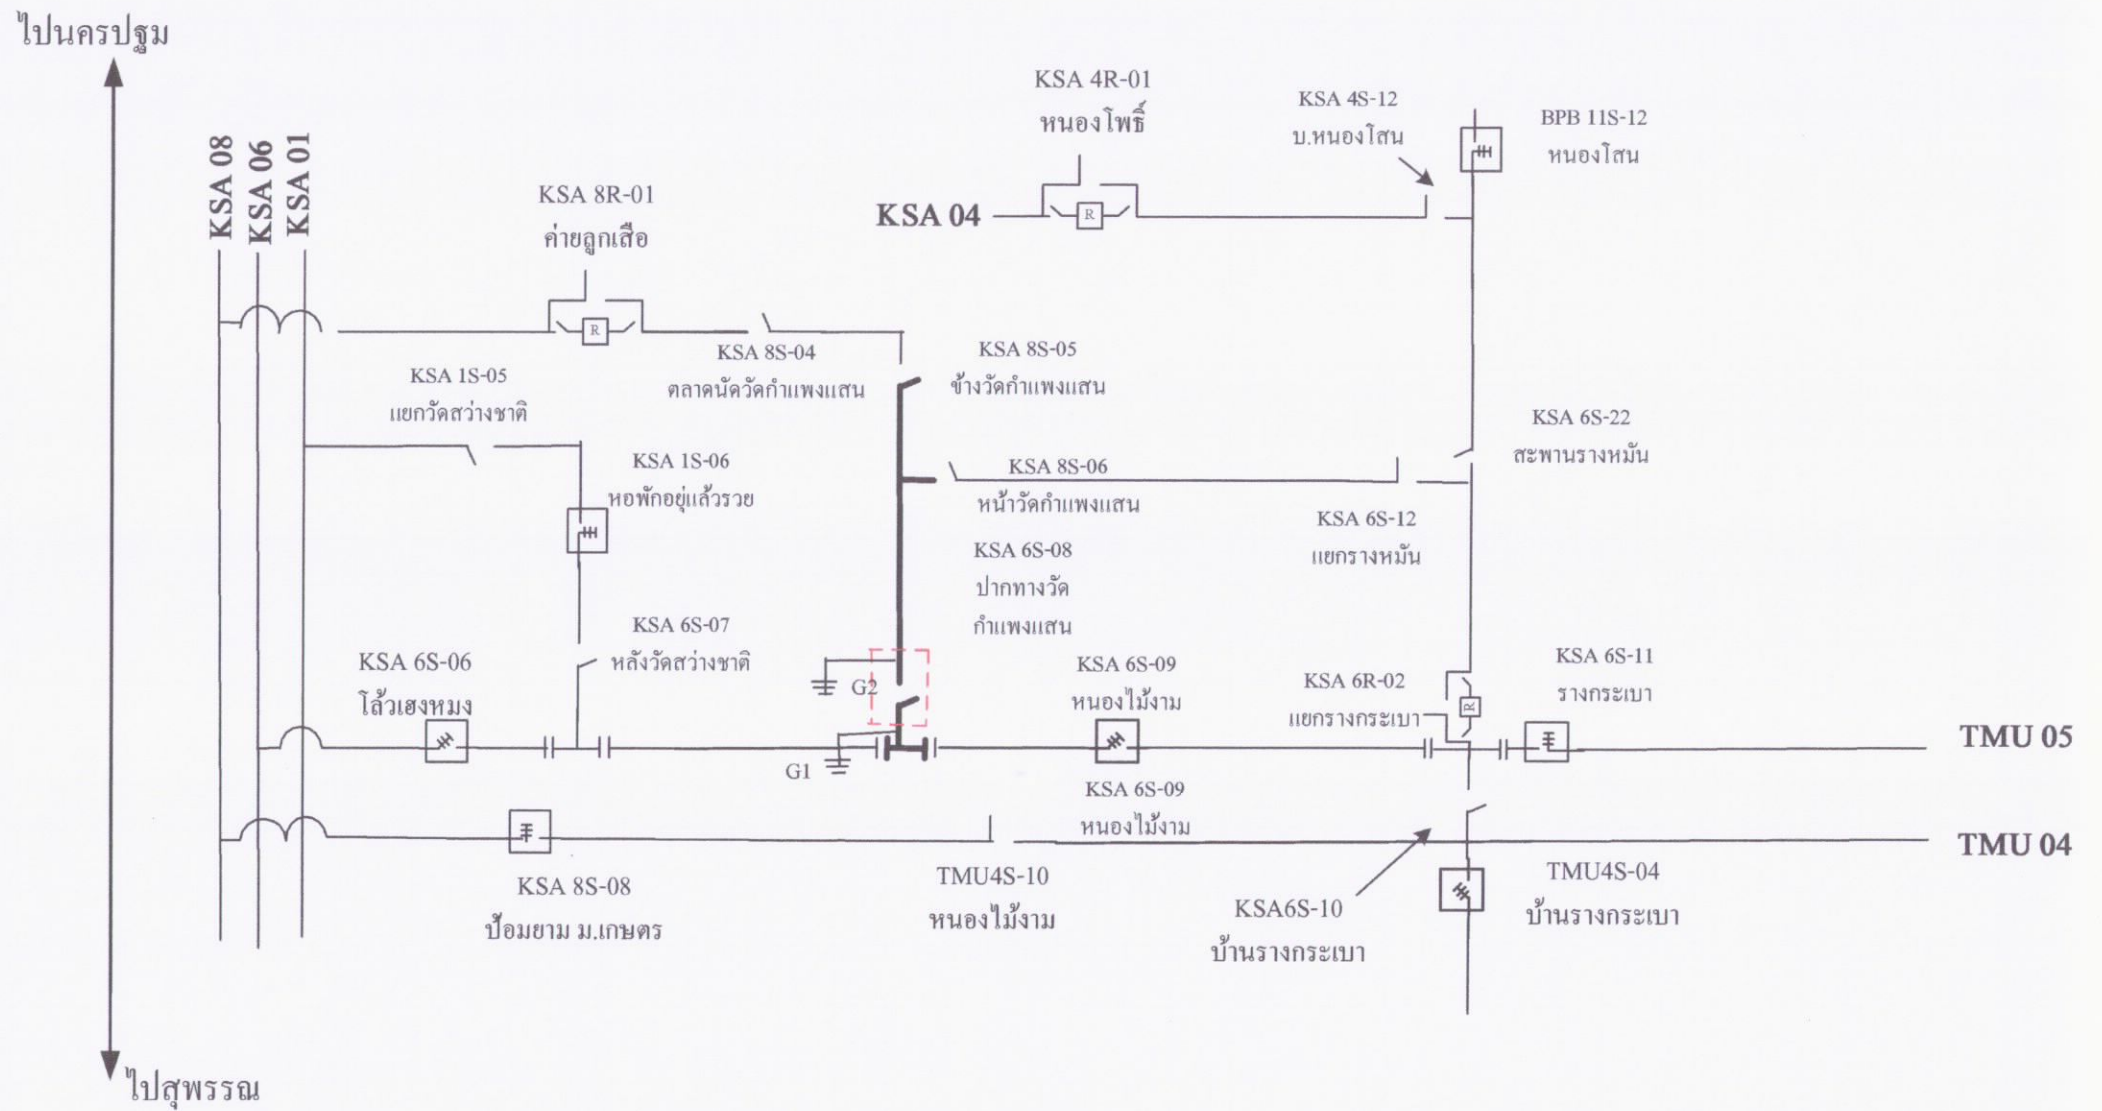 ไปนครปฐม
KSA 08
KSA 06
KSA 01
KSA 8R-01
ค่ายลูกเสือ
R
KSA 04
KSA 4R-01
หนองโพธิ์
R
KSA 4S-12
บ.หนองโสน
BPB 11S-12
หนองโสน
KSA 8S-04
ตลาดนัดวัดกำแพงแสน
KSA 8S-05
ข้างวัดกำแพงแสน
KSA 1S-05
แยกวัดสว่างชาติ
KSA 1S-06
หอพักอยู่แล้วรวย
KSA 8S-06
หน้าวัดกำแพงแสน
KSA 6S-22
สะพานรางหมัน
KSA 6S-12
แยกรางหมัน
KSA 6S-08
ปากทางวัด
กำแพงแสน
KSA 6S-07
หลังวัดสว่างชาติ
KSA 6S-06
โล้วเฮงหมง
G2
G1
KSA 6S-09
หนองไม้งาม
KSA 6R-02
แยกรางกระเบา
R
KSA 6S-11
รางกระเบา
TMU 05
KSA 6S-09
หนองไม้งาม
TMU 04
KSA 8S-08
ป้อมยาม ม.เกษตร
TMU4S-10
หนองไม้งาม
KSA6S-10
บ้านรางกระเบา
TMU4S-04
บ้านรางกระเบา
ไปสุพรรณ